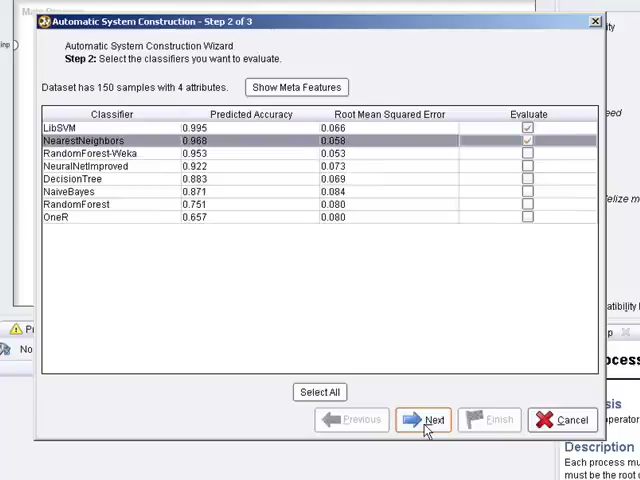 Automatic System Construction - Step 2 of 3
Automatic System Construction Wizard
Step 2: Select the classifiers you want to evaluate.
Dataset has 150 samples with 4 attributes. Show Meta Features
Classifier Predicted Accuracy Root Mean Squared Error Evaluate
LibSVM 0.995 0.066
NearestNeighbors 0.968 0.058
RandomForest-Weka 0.953 0.053
NeuralNetImproved 0.922 0.073
DecisionTree 0.883 0.069
NaiveBayes 0.871 0.084
RandomForest 0.751 0.080
OneR 0.657 0.080
Select All
Previous Next Finish Cancel
inp
No
operator
Description
Each process mu
must be the root